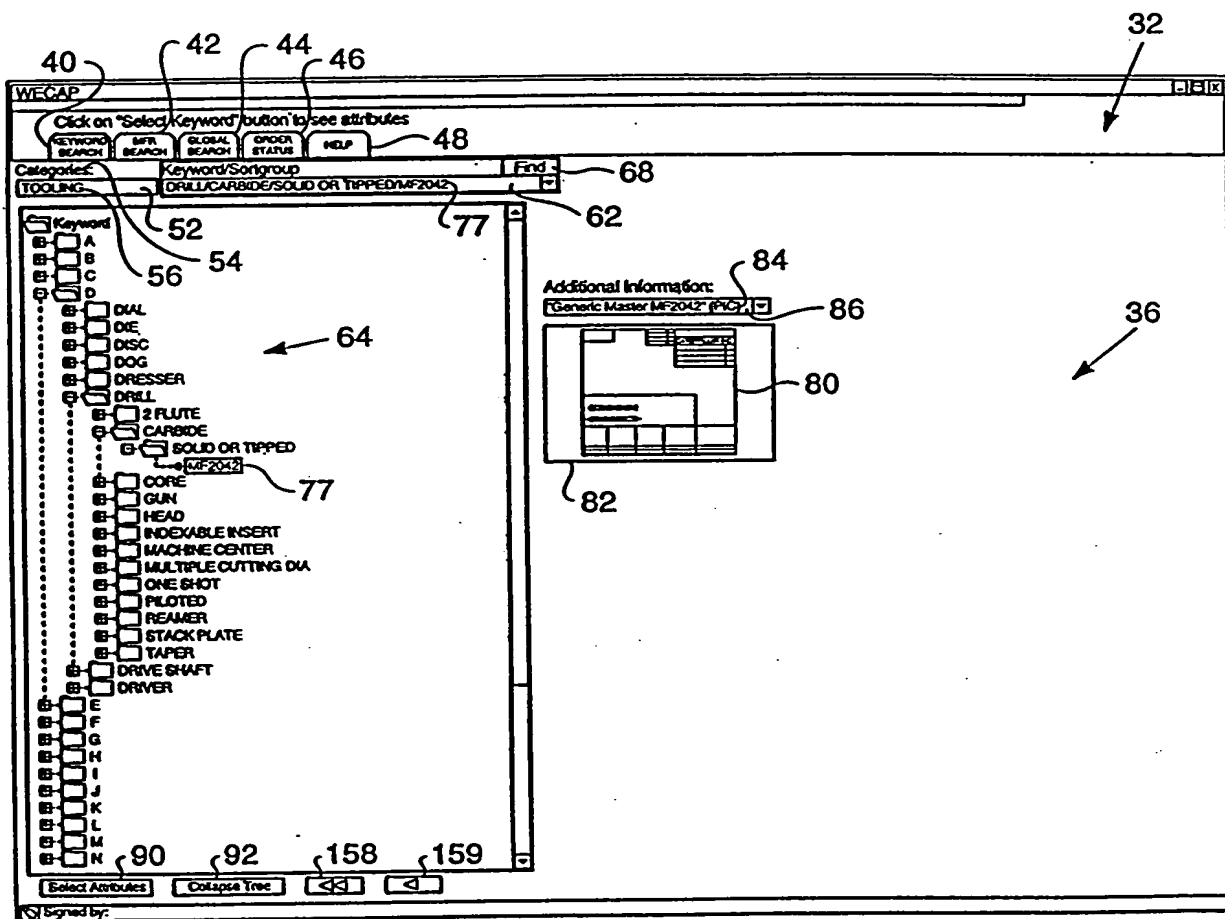 32
42
44
46
40
WECAP
Click on "Select Keyword" button to see attributes
KEYWORD SEARCH
MFR SEARCH
GLOBAL SEARCH
ORDER STATUS
HELP
48
Categories:
Keyword/Sortgroup
Find
68
TOOLING
DRILL/CARBIDE/SOLID OR TIPPED/MF2042
52
77
62
54
56
Keyword
A
B
C
D
DIAL
DIE
DISC
DOG
DRESSER
DRILL
2 FLUTE
CARBIDE
SOLID OR TIPPED
MF2042
77
CORE
GUN
HEAD
INDEXABLE INSERT
MACHINE CENTER
MULTIPLE CUTTING DIA
ONE SHOT
PILOTED
REAMER
STACK PLATE
TAPER
DRIVE SHAFT
DRIVER
E
F
G
H
I
J
K
L
M
N
64
84
Additional Information:
"Generic Master MF2042" (PIC)
86
36
80
82
90
92
158
159
Select Attributes
Collapse Tree
Signed by: